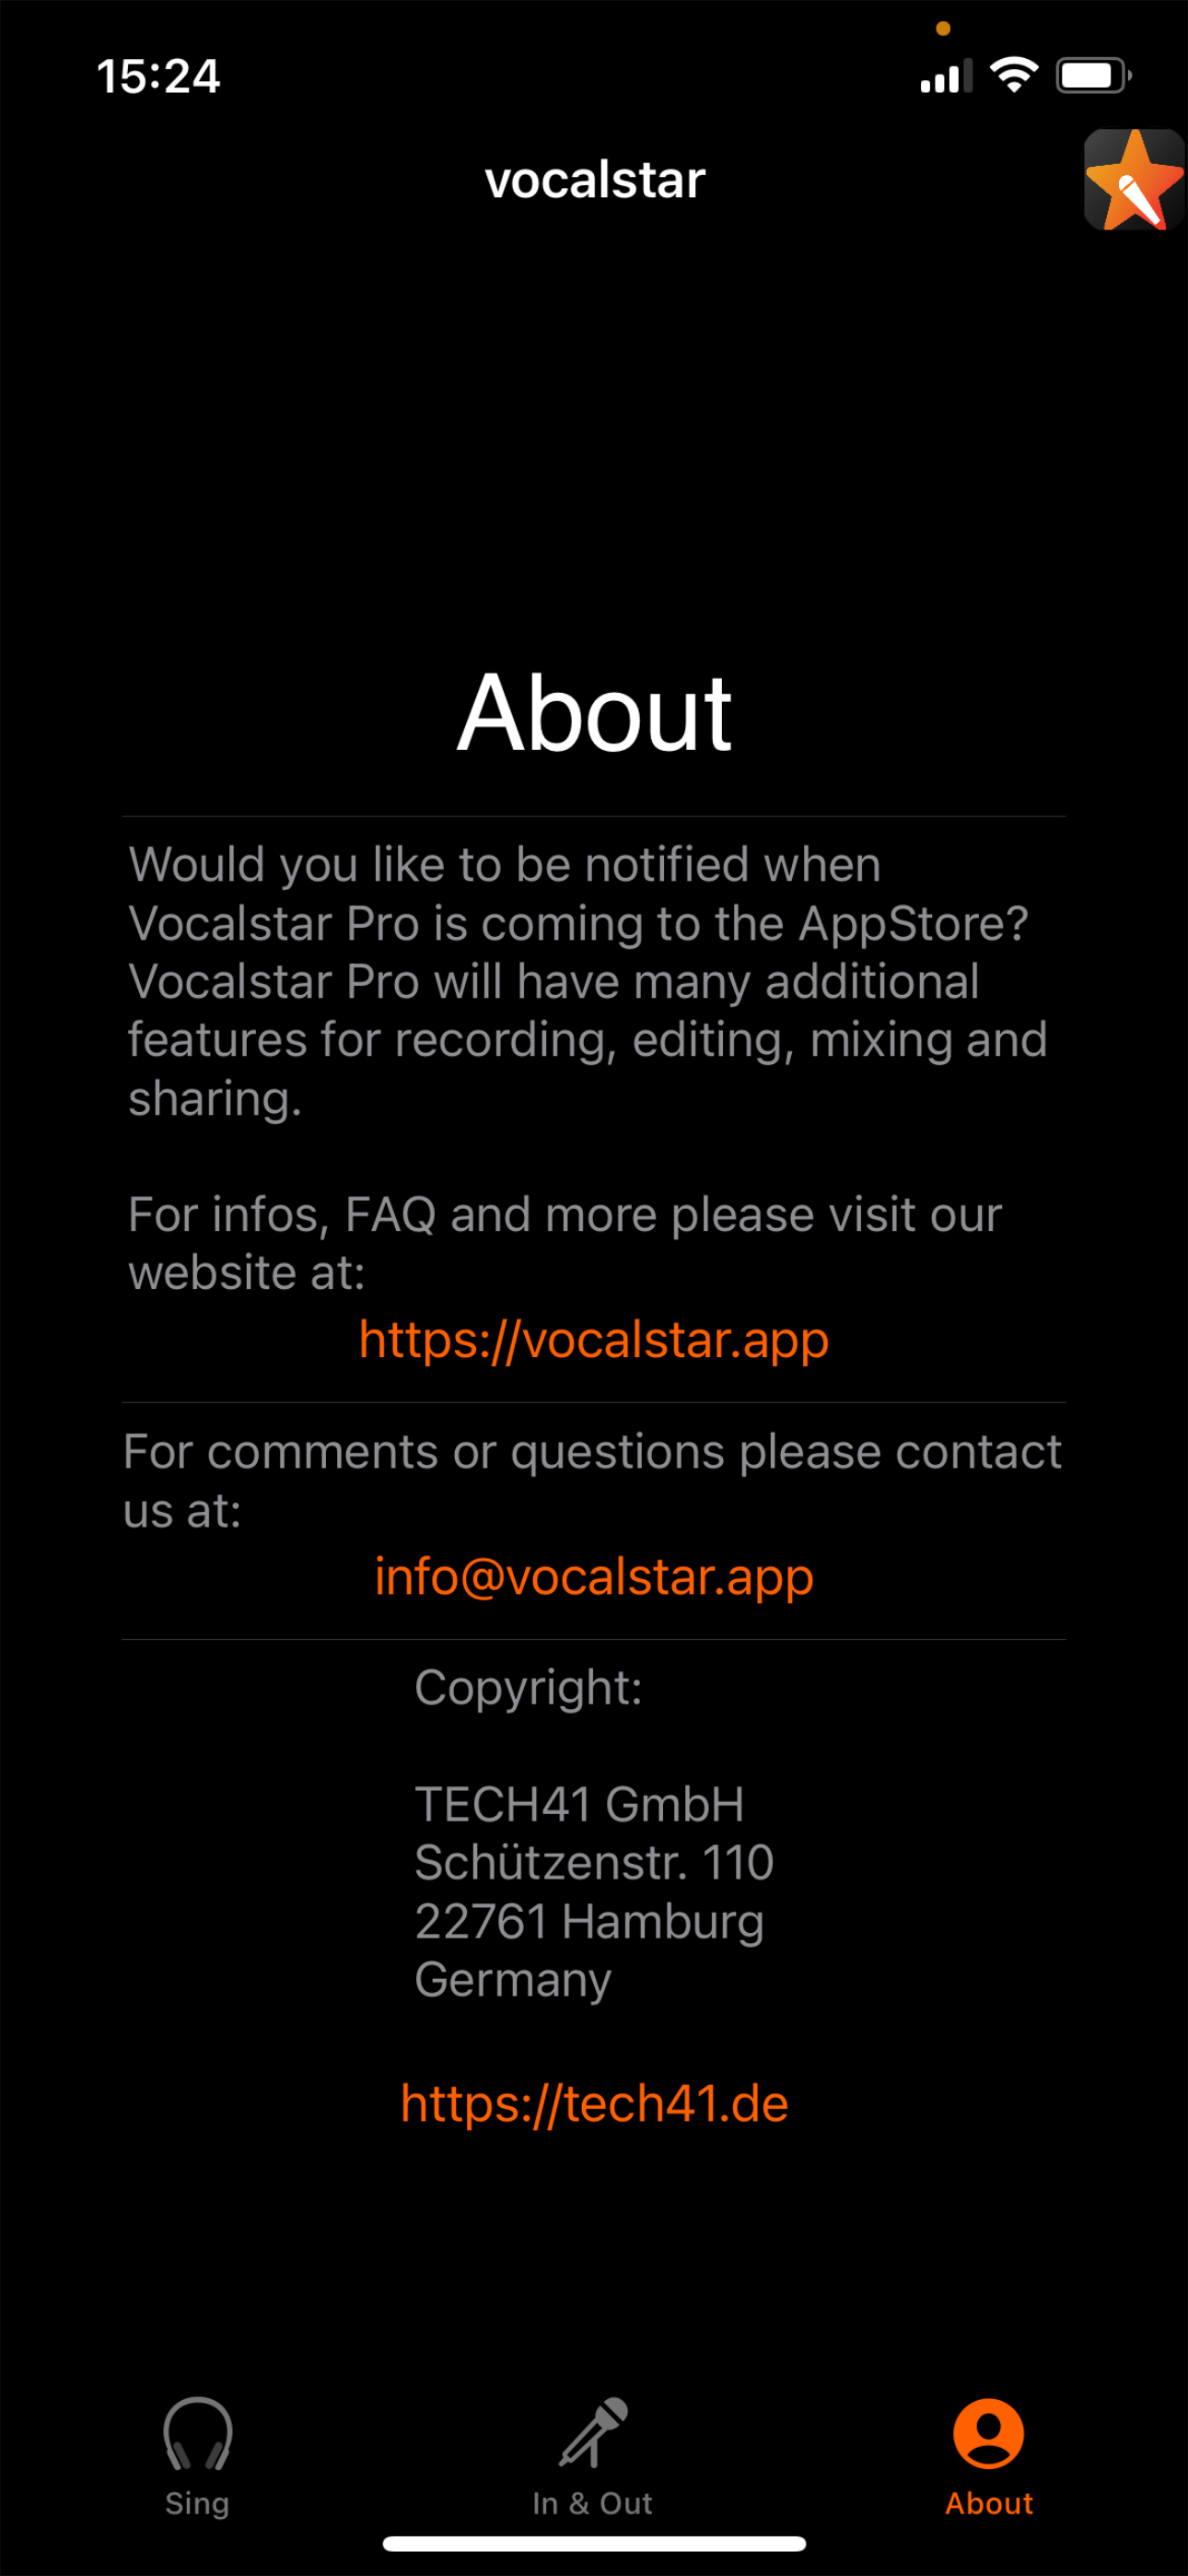 15:24
vocalstar
About
Would you like to be notified when
Vocalstar Pro is coming to the AppStore?
Vocalstar Pro will have many additional
features for recording, editing, mixing and
sharing.
For infos, FAQ and more please visit our
website at:
https://vocalstar.app
For comments or questions please contact
us at:
info@vocalstar.app
Copyright:
TECH41 GmbH
Schützenstr. 110
22761 Hamburg
Germany
https://tech41.de
Sing
In & Out
About